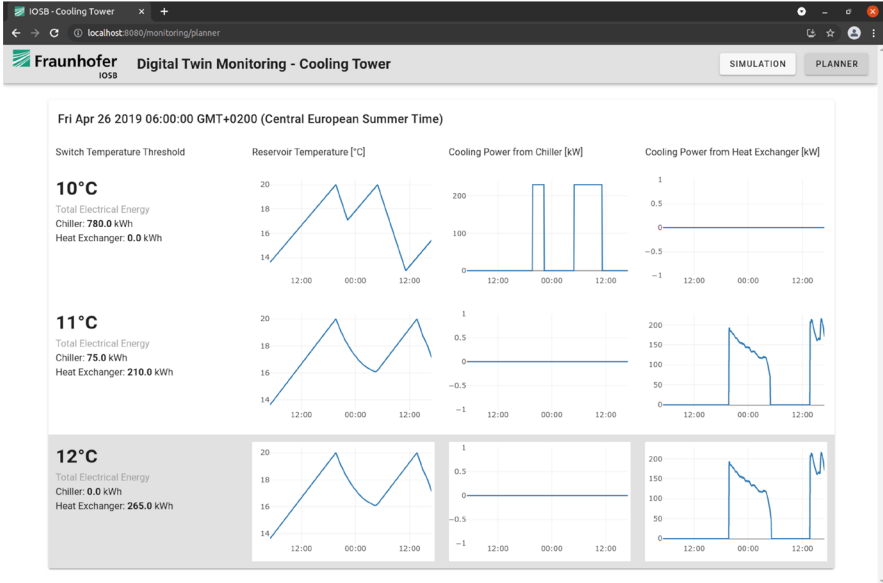 IOSB - Cooling Tower
localhost:8080/monitoring/planner
Fraunhofer
IOSB
Digital Twin Monitoring - Cooling Tower
SIMULATION
PLANNER
Fri Apr 26 2019 06:00:00 GMT+0200 (Central European Summer Time)
Switch Temperature Threshold
Reservoir Temperature [°C]
Cooling Power from Chiller [kW]
Cooling Power from Heat Exchanger [kW]
10°C
Total Electrical Energy
Chiller: 780.0 kWh
Heat Exchanger: 0.0 kWh
20
18
16
14
12:00 00:00 12:00
200
100
0
12:00 00:00 12:00
1
0.5
0
−0.5
−1
12:00 00:00 12:00
11°C
Total Electrical Energy
Chiller: 75.0 kWh
Heat Exchanger: 210.0 kWh
20
18
16
14
12:00 00:00 12:00
1
0.5
0
−0.5
−1
12:00 00:00 12:00
200
150
100
50
0
12:00 00:00 12:00
12°C
Total Electrical Energy
Chiller: 0.0 kWh
Heat Exchanger: 265.0 kWh
20
18
16
14
12:00 00:00 12:00
1
0.5
0
−0.5
−1
12:00 00:00 12:00
200
150
100
50
0
12:00 00:00 12:00